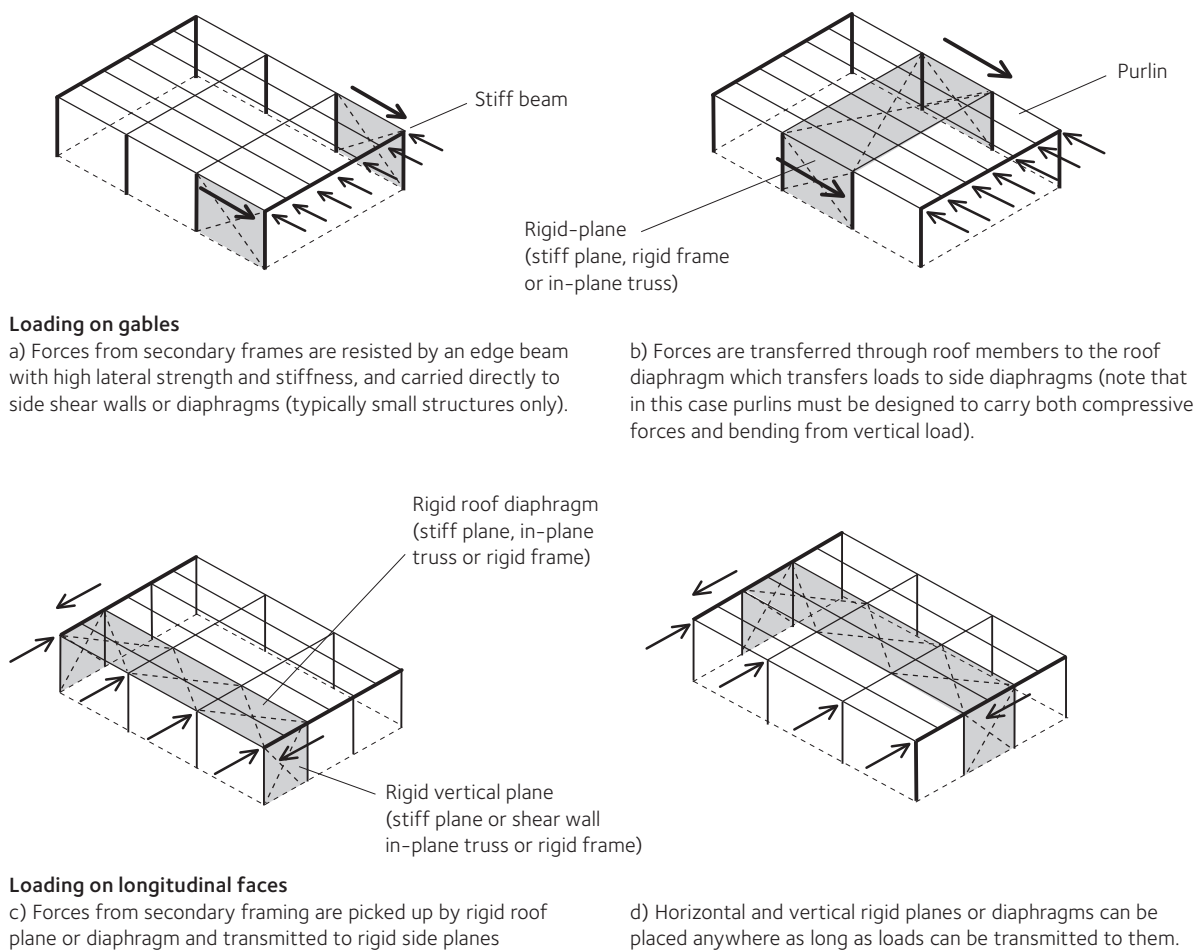 Stiff beam
Purlin
Rigid-plane
(stiff plane, rigid frame
or in-plane truss)
Loading on gables
a) Forces from secondary frames are resisted by an edge beam
with high lateral strength and stiffness, and carried directly to
side shear walls or diaphragms (typically small structures only).
b) Forces are transferred through roof members to the roof
diaphragm which transfers loads to side diaphragms (note that
in this case purlins must be designed to carry both compressive
forces and bending from vertical load).
Rigid roof diaphragm
(stiff plane, in-plane
truss or rigid frame)
Rigid vertical plane
(stiff plane or shear wall
in-plane truss or rigid frame)
Loading on longitudinal faces
c) Forces from secondary framing are picked up by rigid roof
plane or diaphragm and transmitted to rigid side planes
d) Horizontal and vertical rigid planes or diaphragms can be
placed anywhere as long as loads can be transmitted to them.